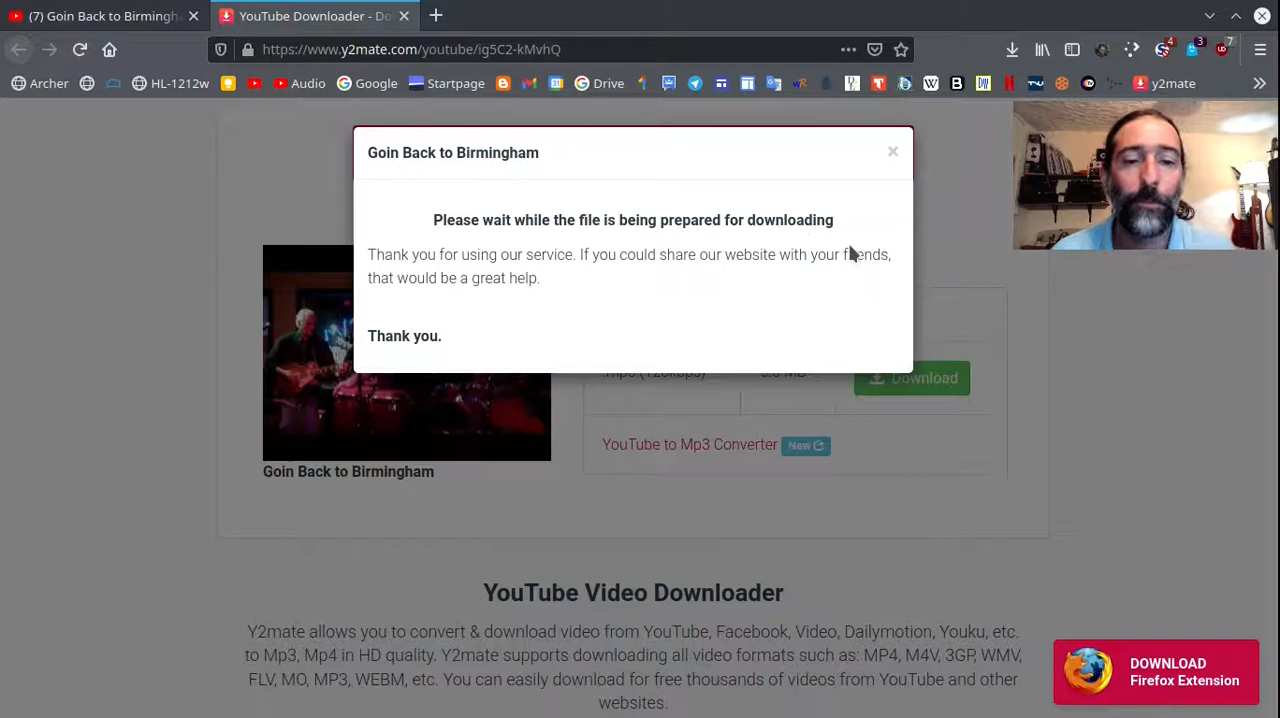 (7) Goin Back to Birmingh
YouTube Downloader - Do
https://www.y2mate.com/youtube/ig5C2-kMvhQ
4
3
7
Archer
HL-1212w
Audio
Google
Startpage
Drive
y2mate
Goin Back to Birmingham
Please wait while the file is being prepared for downloading
Thank you for using our service. If you could share our website with your friends,
that would be a great help.
Thank you.
Download
YouTube to Mp3 Converter New
Goin Back to Birmingham
YouTube Video Downloader
Y2mate allows you to convert & download video from YouTube, Facebook, Video, Dailymotion, Youku, etc.
to Mp3, Mp4 in HD quality. Y2mate supports downloading all video formats such as: MP4, M4V, 3GP, WMV,
FLV, MO, MP3, WEBM, etc. You can easily download for free thousands of videos from YouTube and other
websites.
DOWNLOAD
Firefox Extension